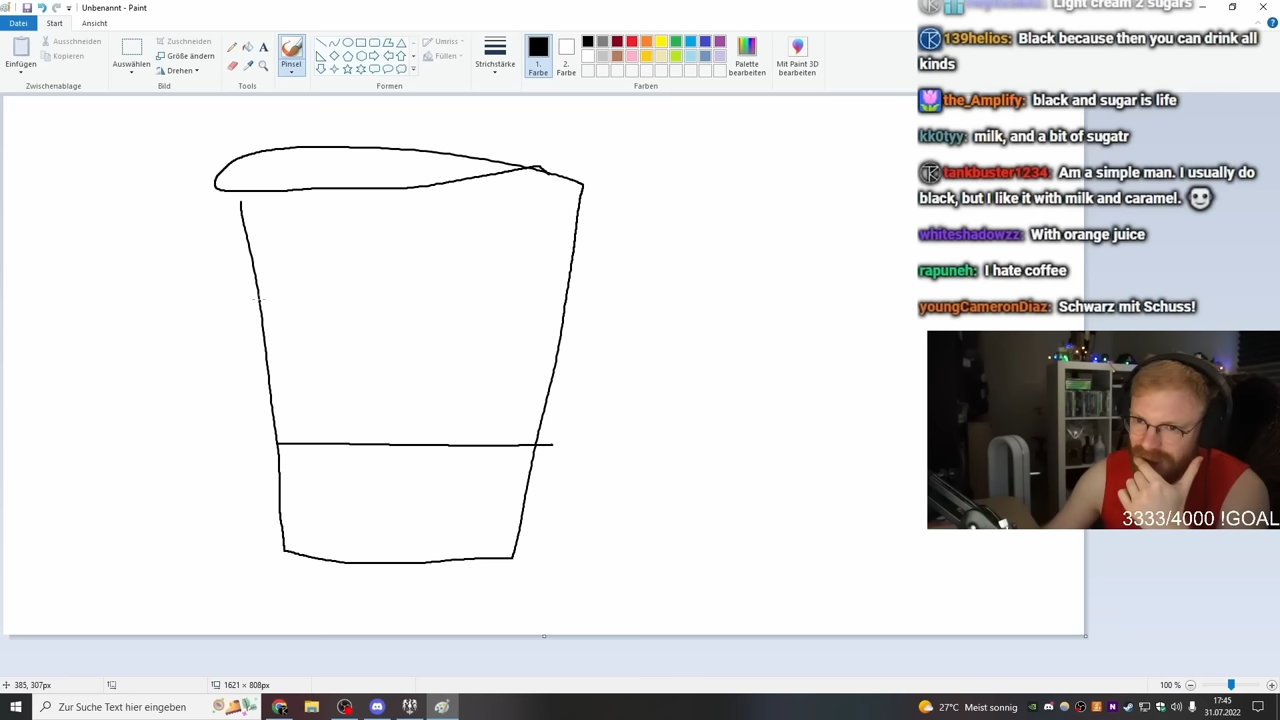 Unbenannt - Paint
Light cream 2 sugars
Datei Start Ansicht
139helios: Black because then you can drink all
kinds
Ausschneiden
Kopieren
Einfügen
Zuschneiden
Größe ändern
Drehen
Auswählen
Pinsel
Umriss
Füllen
Strichstärke
1.
Farbe
2.
Farbe
Palette
bearbeiten
Mit Paint 3D
bearbeiten
Zwischenablage Bild Tools Formen Farben
the_Amplify: black and sugar is life
kk0tyy: milk, and a bit of sugatr
tankbuster1234: Am a simple man. I usually do
black, but I like it with milk and caramel.
whiteshadowzz: With orange juice
rapuneh: I hate coffee
youngCameronDiaz: Schwarz mit Schuss!
3333/4000 !GOAL
385, 307px 1621 × 808px 100 %
Zur Suche Text hier eingeben
27°C Meist sonnig
17:45
31.07.2022